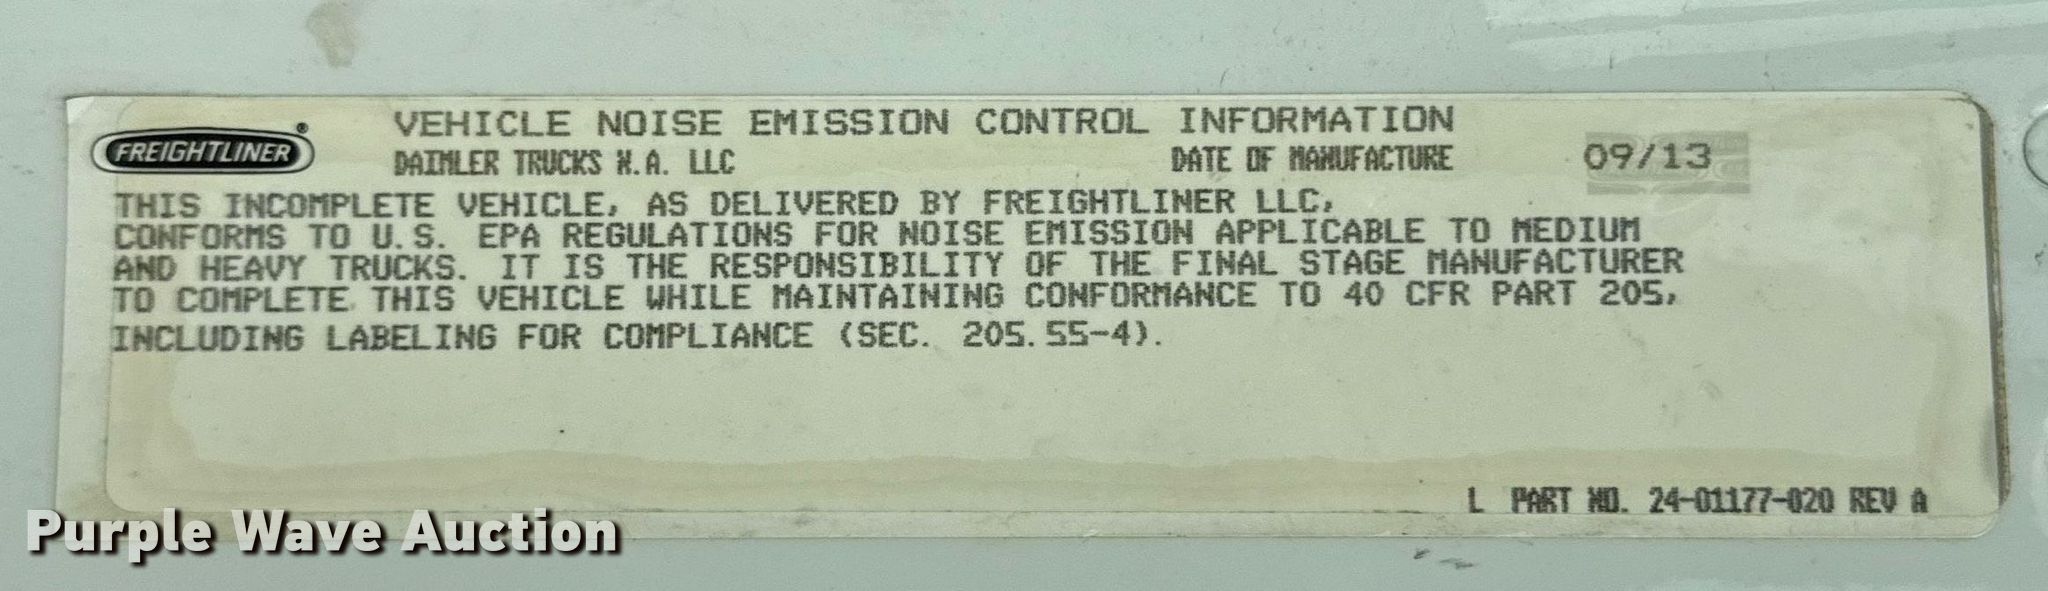 FREIGHTLINER®
VEHICLE NOISE EMISSION CONTROL INFORMATION
DAIMLER TRUCKS N.A. LLC DATE OF MANUFACTURE 09/13
THIS INCOMPLETE VEHICLE, AS DELIVERED BY FREIGHTLINER LLC,
CONFORMS TO U.S. EPA REGULATIONS FOR NOISE EMISSION APPLICABLE TO MEDIUM
AND HEAVY TRUCKS. IT IS THE RESPONSIBILITY OF THE FINAL STAGE MANUFACTURER
TO COMPLETE THIS VEHICLE WHILE MAINTAINING CONFORMANCE TO 40 CFR PART 205,
INCLUDING LABELING FOR COMPLIANCE (SEC. 205.55-4).
L PART NO. 24-01177-020 REV A
Purple Wave Auction